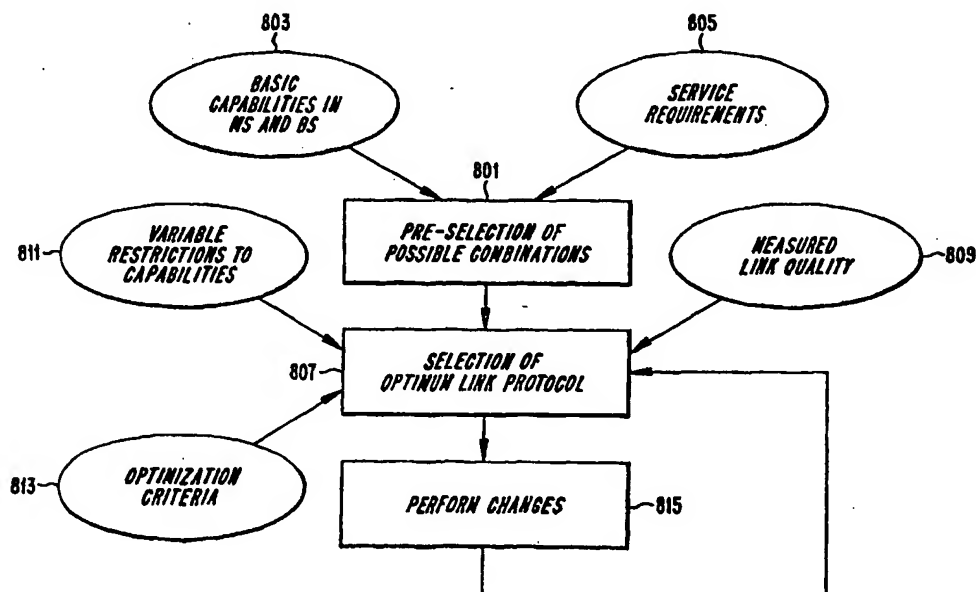 803
BASIC
CAPABILITIES IN
MS AND BS
805
SERVICE
REQUIREMENTS
801
PRE-SELECTION OF
POSSIBLE COMBINATIONS
811
VARIABLE
RESTRICTIONS TO
CAPABILITIES
MEASURED
LINK QUALITY
809
807
SELECTION OF
OPTIMUM LINK PROTOCOL
813
OPTIMIZATION
CRITERIA
PERFORM CHANGES
815